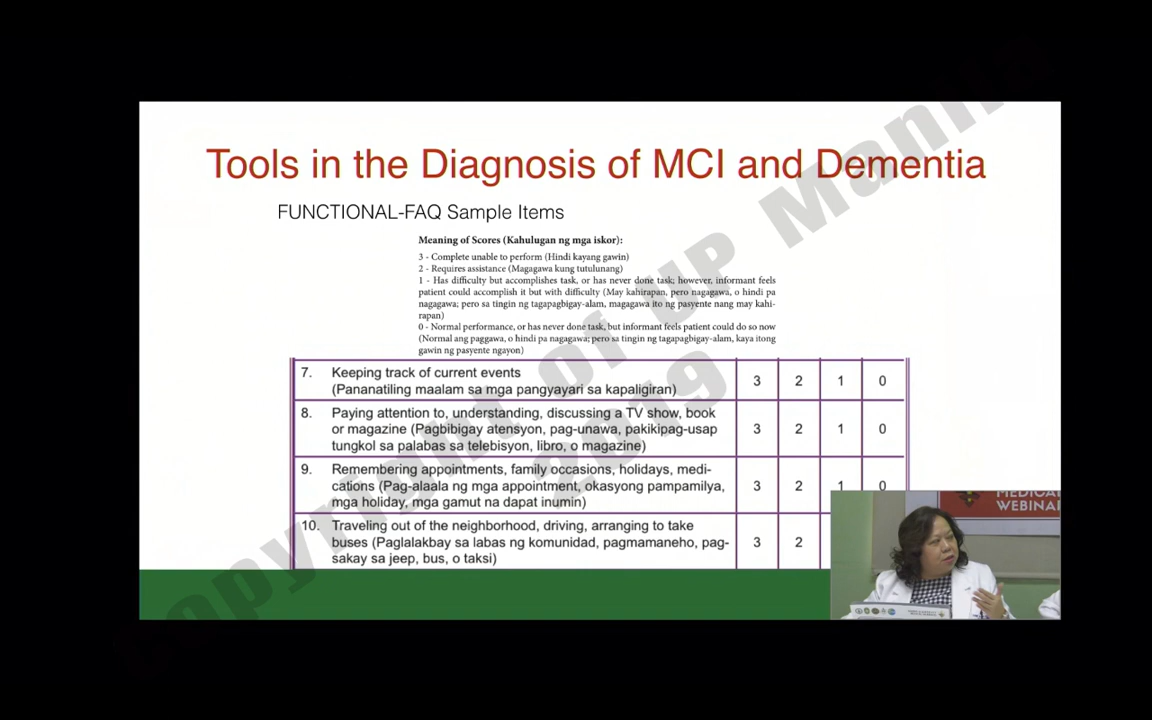 Tools in the Diagnosis of MCI and Dementia
FUNCTIONAL-FAQ Sample Items
Meaning of Scores (Kahulugan ng mga iskor):
3 - Complete unable to perform (Hindi kayang gawin)
2 - Requires assistance (Magagawa kung tutulunang)
1 - Has difficulty but accomplishes task, or has never done task; however, informant feels
patient could accomplish it but with difficulty (May kahirapan, pero nagagawa, o hindi pa
nagagawa; pero sa tingin ng tagapagbigay-alam, magagawa ito ng pasyente nang may kahi-
rapan)
0 - Normal performance, or has never done task, but informant feels patient could do so now
(Normal ang paggawa, o hindi pa nagagawa; pero sa tingin ng tagapagbigay-alam, kaya itong
gawin ng pasyente ngayon)
7. Keeping track of current events
(Pananatiling maalam sa mga pangyayari sa kapaligiran) 3 2 1 0
8. Paying attention to, understanding, discussing a TV show, book
or magazine (Pagbibigay atensyon, pag-unawa, pakikipag-usap 3 2 1 0
tungkol sa palabas sa telebisyon, libro, o magazine)
9. Remembering appointments, family occasions, holidays, medi-
cations (Pag-alaala ng mga appointment, okasyong pampamilya, 3 2 1 0
mga holiday, mga gamut na dapat inumin)
10. Traveling out of the neighborhood, driving, arranging to take
buses (Paglalakbay sa labas ng komunidad, pagmamaneho, pag- 3 2
sakay sa jeep, bus, o taksi)
MEDICAL
WEBINAR
Copyright of UP Manila
2019